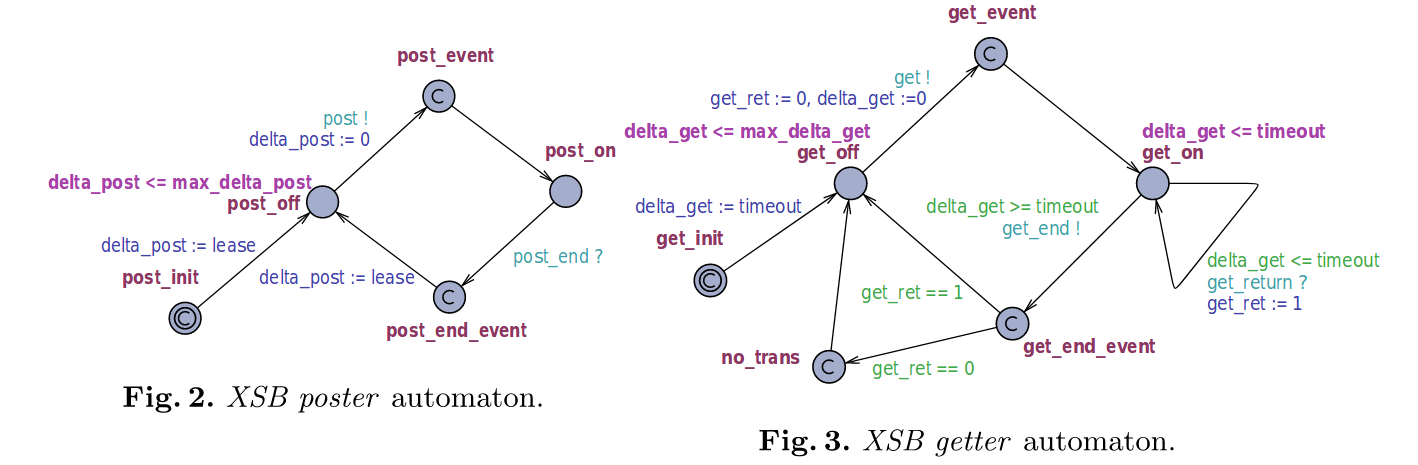 post_event
post !
delta_post := 0
post_on
delta_post <= max_delta_post
post_off
delta_post := lease
post_init
delta_post := lease
post_end ?
post_end_event
C
C
C
Fig. 2. XSB poster automaton.
get_event
get !
get_ret := 0, delta_get :=0
delta_get <= max_delta_get
get_off
delta_get <= timeout
get_on
delta_get := timeout
get_init
delta_get >= timeout
get_end !
delta_get <= timeout
get_return ?
get_ret := 1
get_ret == 1
get_end_event
no_trans
get_ret == 0
C
C
C
C
Fig. 3. XSB getter automaton.